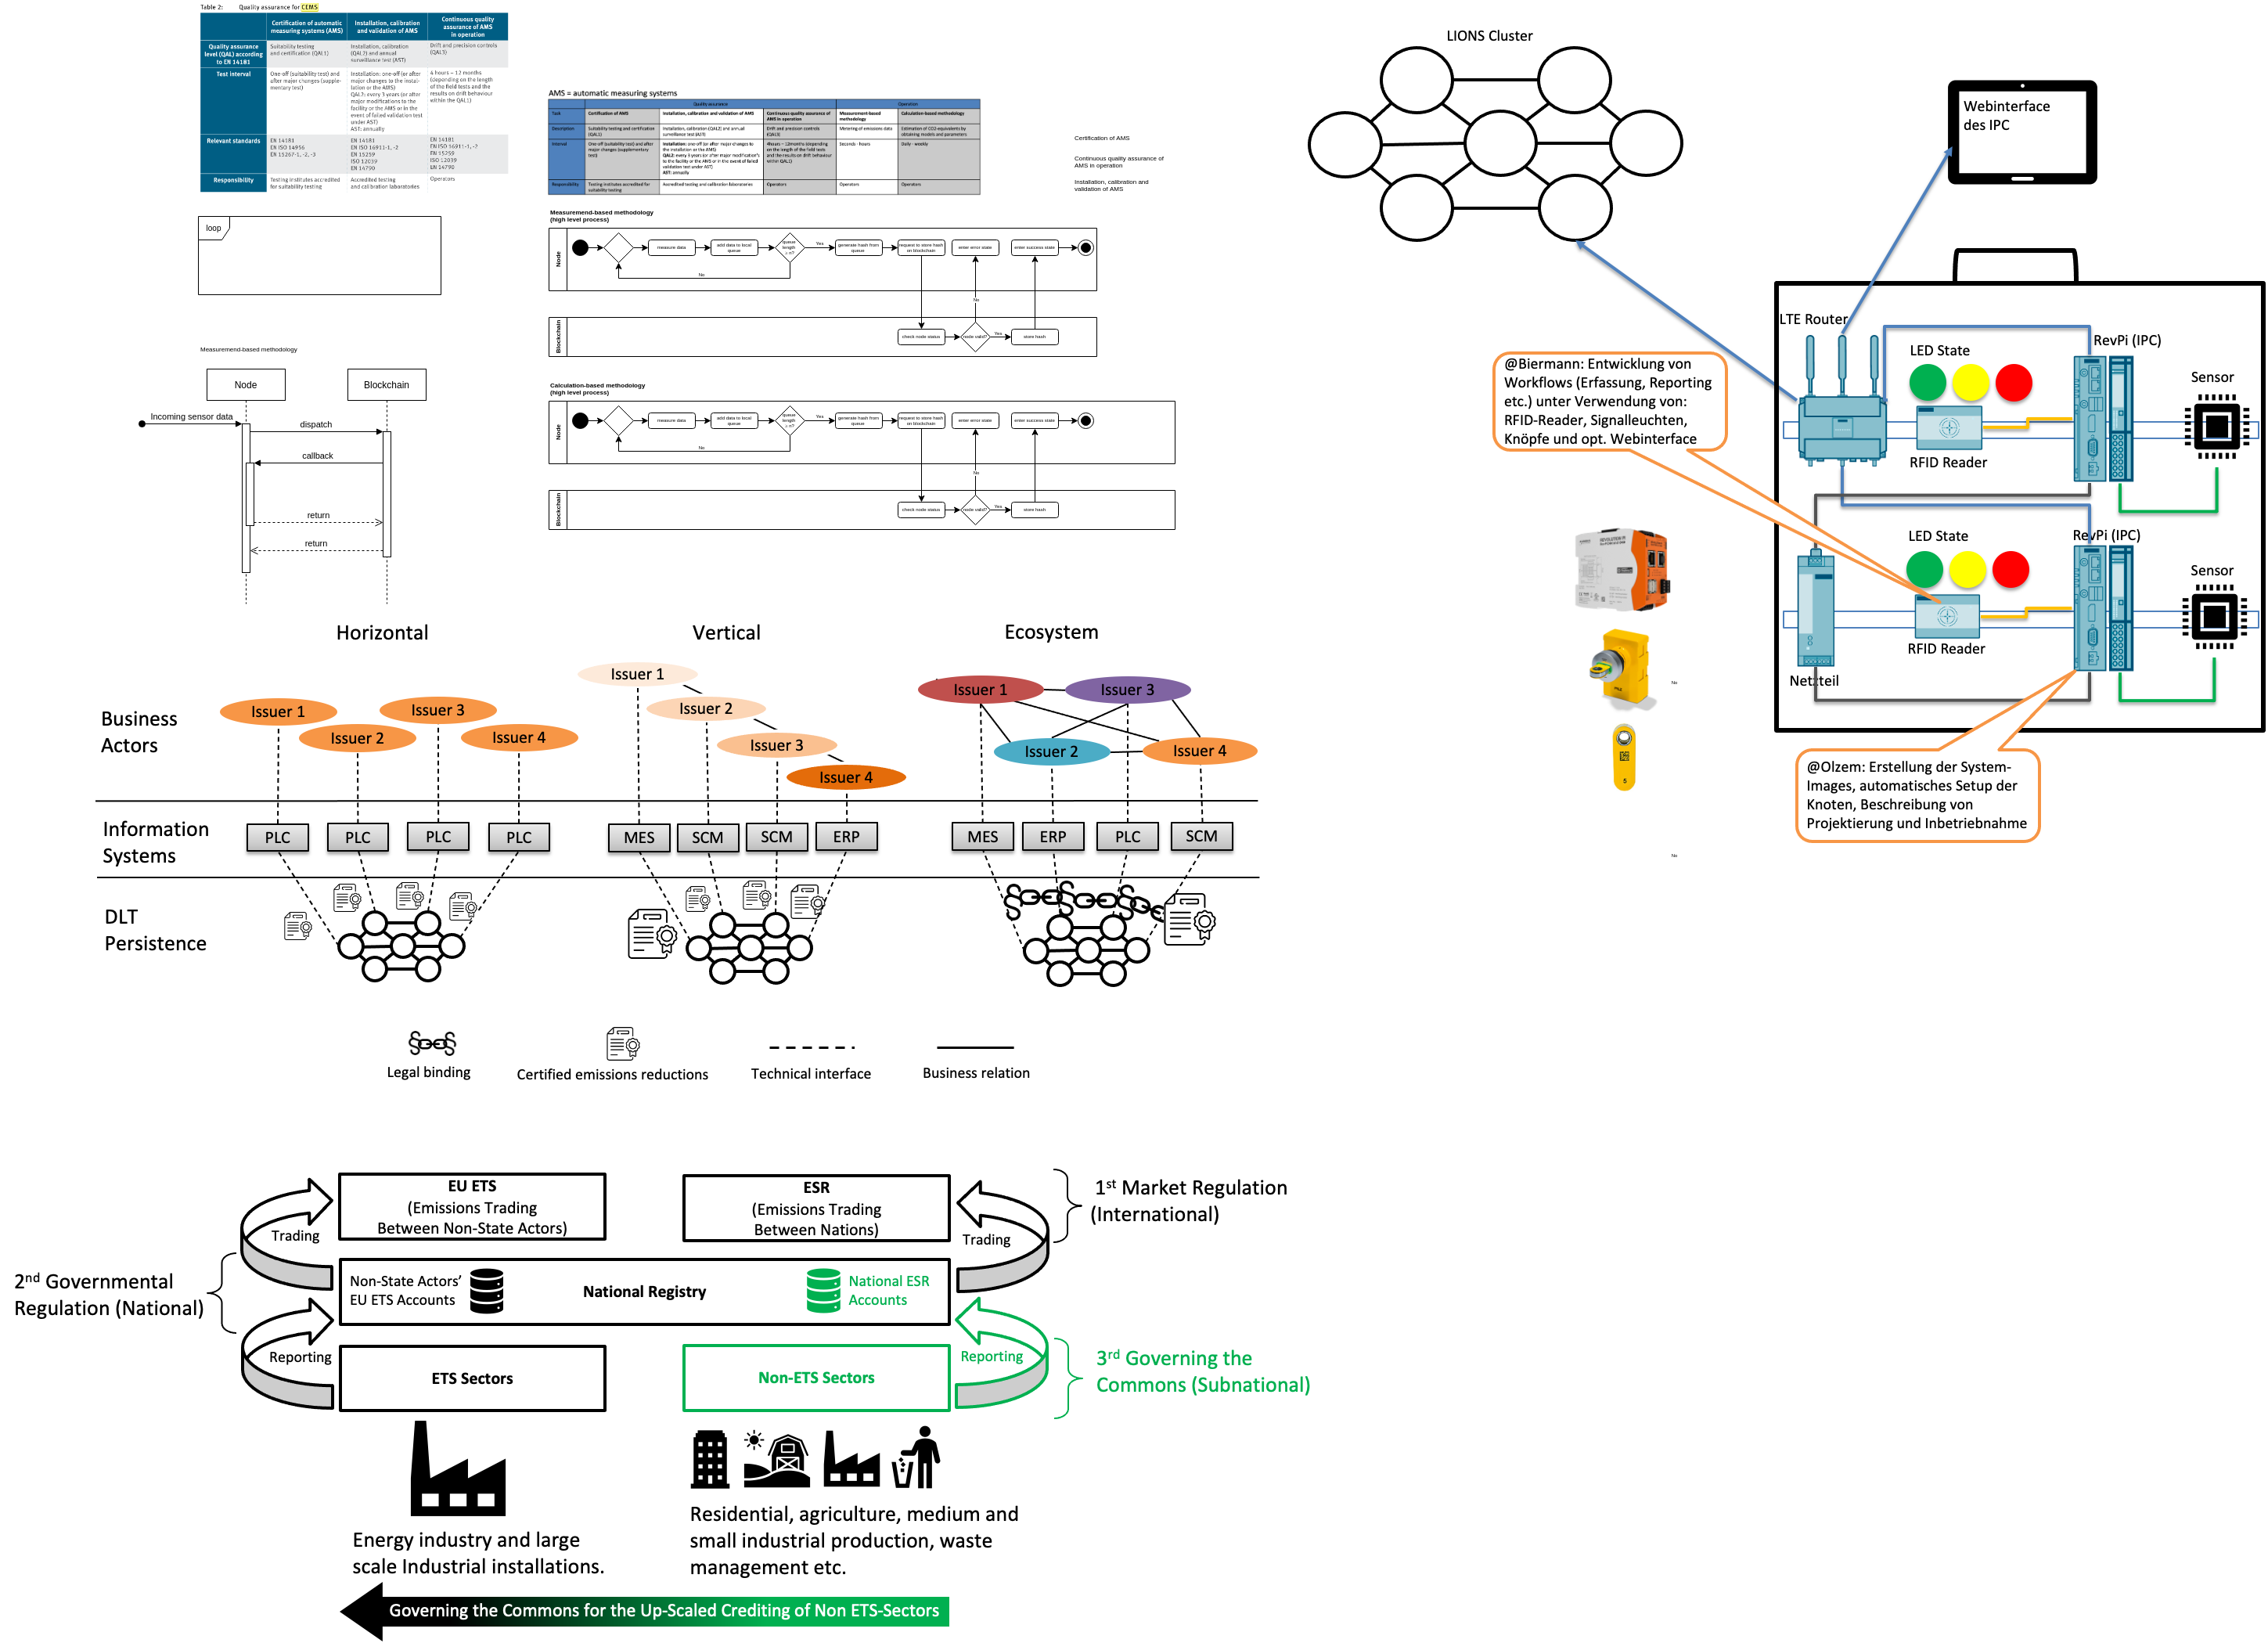 Table 2: Quality assurance for CEMS
Certification of automatic
measuring systems (AMS)
Installation, calibration
and validation of AMS
Continuous quality
assurance of AMS
in operation
Quality assurance
level (QAL) according
to EN 14181
Suitability testing
and certification (QAL1)
Installation, calibration
(QAL2) and annual
surveillance test (AST)
Drift and precision controls
(QAL3)
Test interval
One-off (suitability test) and
after major changes (supple-
mentary test)
Installation: one-off (or after
major changes to the instal-
lation or the AMS)
QAL2: every 3 years (or after
major modifications to the
facility or the AMS or in the
event of failed validation test
under AST)
AST: annually
4 hours – 12 months
(depending on the length
of the field tests and the
results on drift behaviour
within the QAL1)
Relevant standards
EN 14181
EN ISO 14956
EN 15267-1, -2, -3
EN 14181
EN ISO 16911-1, -2
EN 15259
ISO 12039
EN 14790
EN 14181
EN ISO 16911-1, -2
EN 15259
ISO 12039
EN 14790
Responsibility
Testing institutes accredited
for suitability testing
Accredited testing
and calibration laboratories
Operators
AMS = automatic measuring systems
Quality assurance
Operation
Task
Certification of AMS
Installation, calibration and validation of AMS
Continuous quality assurance of
AMS in operation
Measurement-based
methodology
Calculation-based methodology
Description
Suitability testing and certification
(QAL1)
Installation, calibration (QAL2) and annual
surveillance test (AST)
Drift and precision controls
(QAL3)
Metering of emissions data
Estimation of CO2-equivalents by
obtaining models and parameters
Interval
One-off (suitability test) and after
major changes (supplementary
test)
Installation: one-off (or after major changes to
the installation or the AMS)
QAL2: every 3 years (or after major modification's
to the facility or the AMS or in the event of failed
validation test under AST)
AST: annually
4hours – 12months (depending
on the length of the field tests
and the results on drift behaviour
within QAL1)
Seconds - hours
Daily - weekly
Responsibility
Testing institutes accredited for
suitability testing
Accredited testing and calibration laboratories
Operators
Operators
Operators
Certification of AMS
Continuous quality assurance of
AMS in operation
Installation, calibration and
validation of AMS
loop
Measuremend-based methodology
Node
Blockchain
Incoming sensor data
dispatch
callback
return
return
Measuremend-based methodology
(high level process)
Node
measure data
add data to local
queue
queue
length
= n?
Yes
No
generate hash from
queue
request to store hash
on blockchain
enter error state
enter success state
No
Blockchain
check node status
node valid?
Yes
store hash
Calculation-based methodology
(high level process)
Node
measure data
add data to local
queue
queue
length
= n?
Yes
No
generate hash from
queue
request to store hash
on blockchain
enter error state
enter success state
No
Blockchain
check node status
node valid?
Yes
store hash
LIONS Cluster
Webinterface
des IPC
LTE Router
LED State
RevPi (IPC)
Sensor
RFID Reader
@Biermann: Entwicklung von
Workflows (Erfassung, Reporting
etc.) unter Verwendung von:
RFID-Reader, Signalleuchten,
Knöpfe und opt. Webinterface
LED State
RevPi (IPC)
Sensor
RFID Reader
Netzteil
@Olzem: Erstellung der System-
Images, automatisches Setup der
Knoten, Beschreibung von
Projektierung und Inbetriebnahme
REVOLUTION PI
5
No
No
Horizontal
Vertical
Ecosystem
Business
Actors
Issuer 1
Issuer 2
Issuer 3
Issuer 4
Issuer 1
Issuer 2
Issuer 3
Issuer 4
Issuer 1
Issuer 3
Issuer 2
Issuer 4
Information
Systems
PLC
PLC
PLC
PLC
MES
SCM
SCM
ERP
MES
ERP
PLC
SCM
DLT
Persistence
Legal binding
Certified emissions reductions
Technical interface
Business relation
EU ETS
(Emissions Trading
Between Non-State Actors)
ESR
(Emissions Trading
Between Nations)
1st Market Regulation
(International)
Trading
Trading
2nd Governmental
Regulation (National)
Non-State Actors’
EU ETS Accounts
National Registry
National ESR
Accounts
Reporting
Reporting
ETS Sectors
Non-ETS Sectors
3rd Governing the
Commons (Subnational)
Energy industry and large
scale Industrial installations.
Residential, agriculture, medium and
small industrial production, waste
management etc.
Governing the Commons for the Up-Scaled Crediting of Non ETS-Sectors